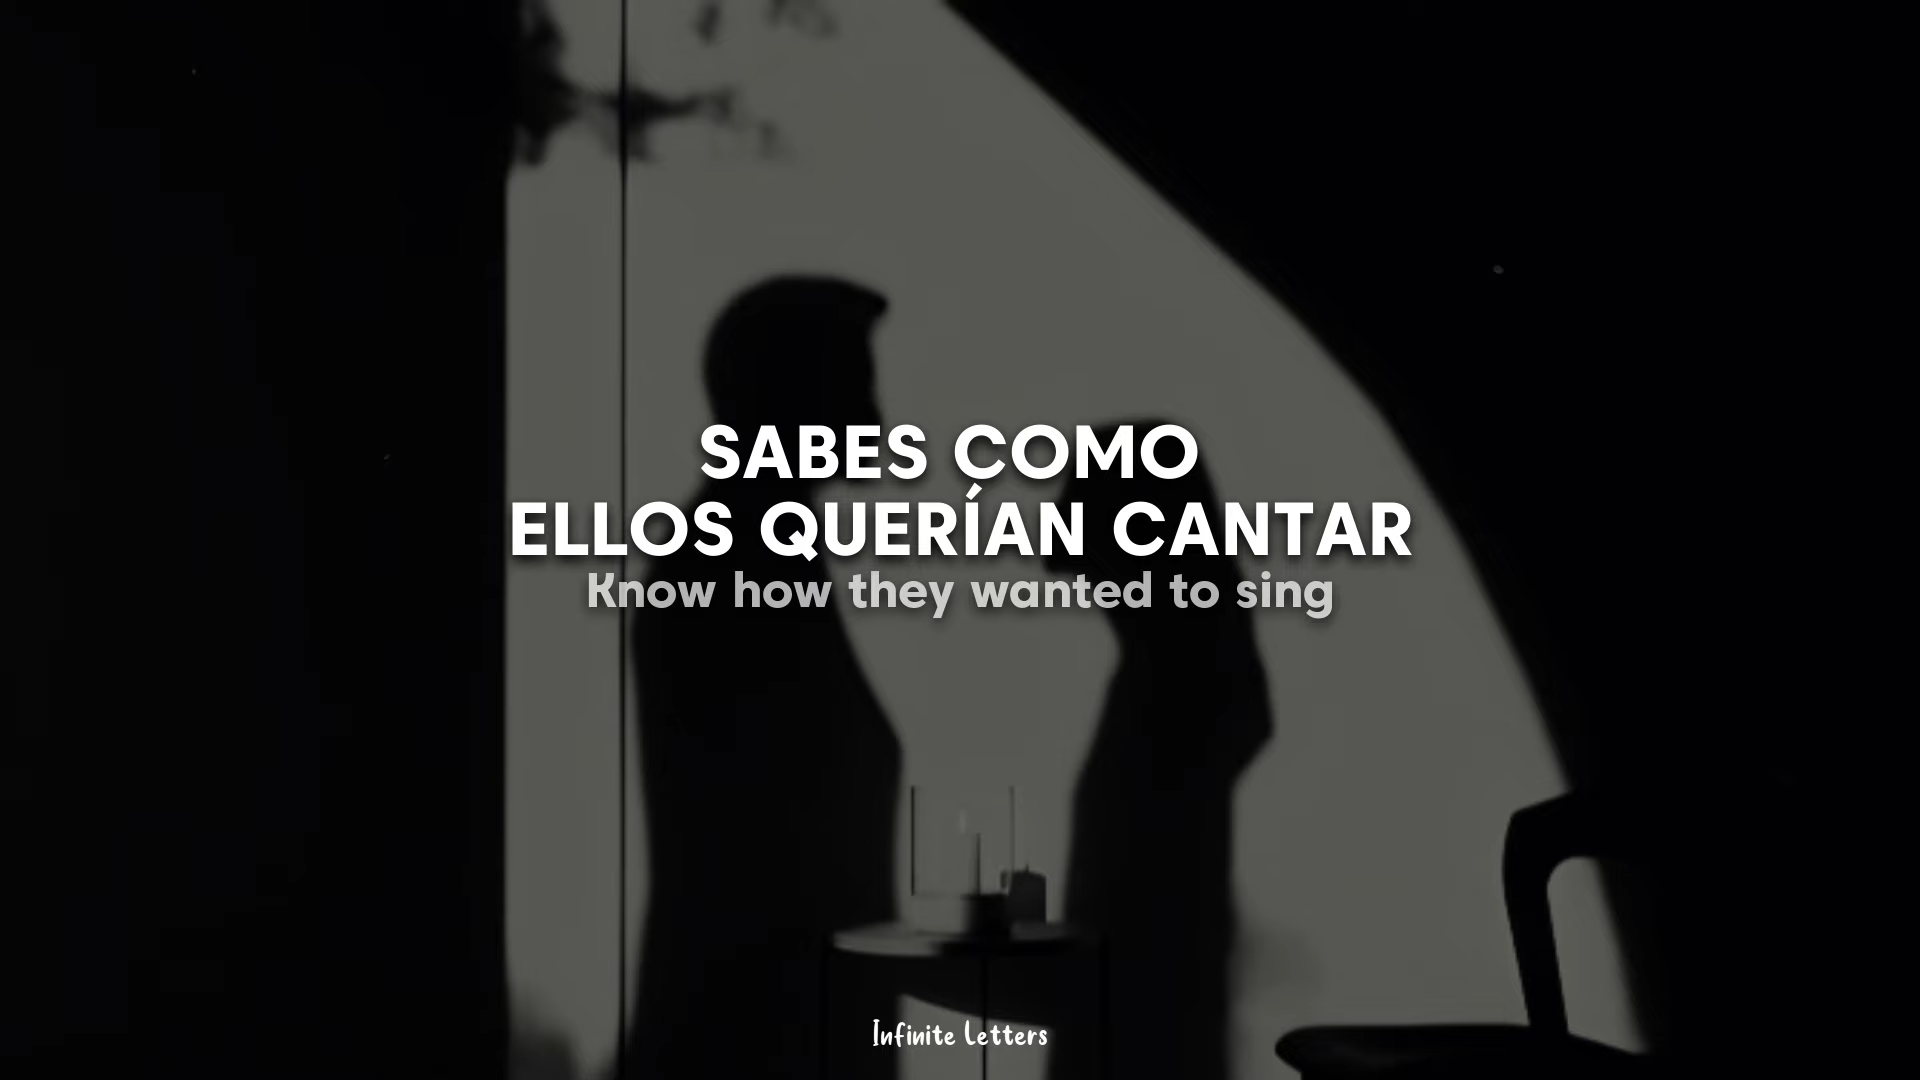 SABES COMO
ELLOS QUERÍAN CANTAR
Know how they wanted to sing
Infinite Letters